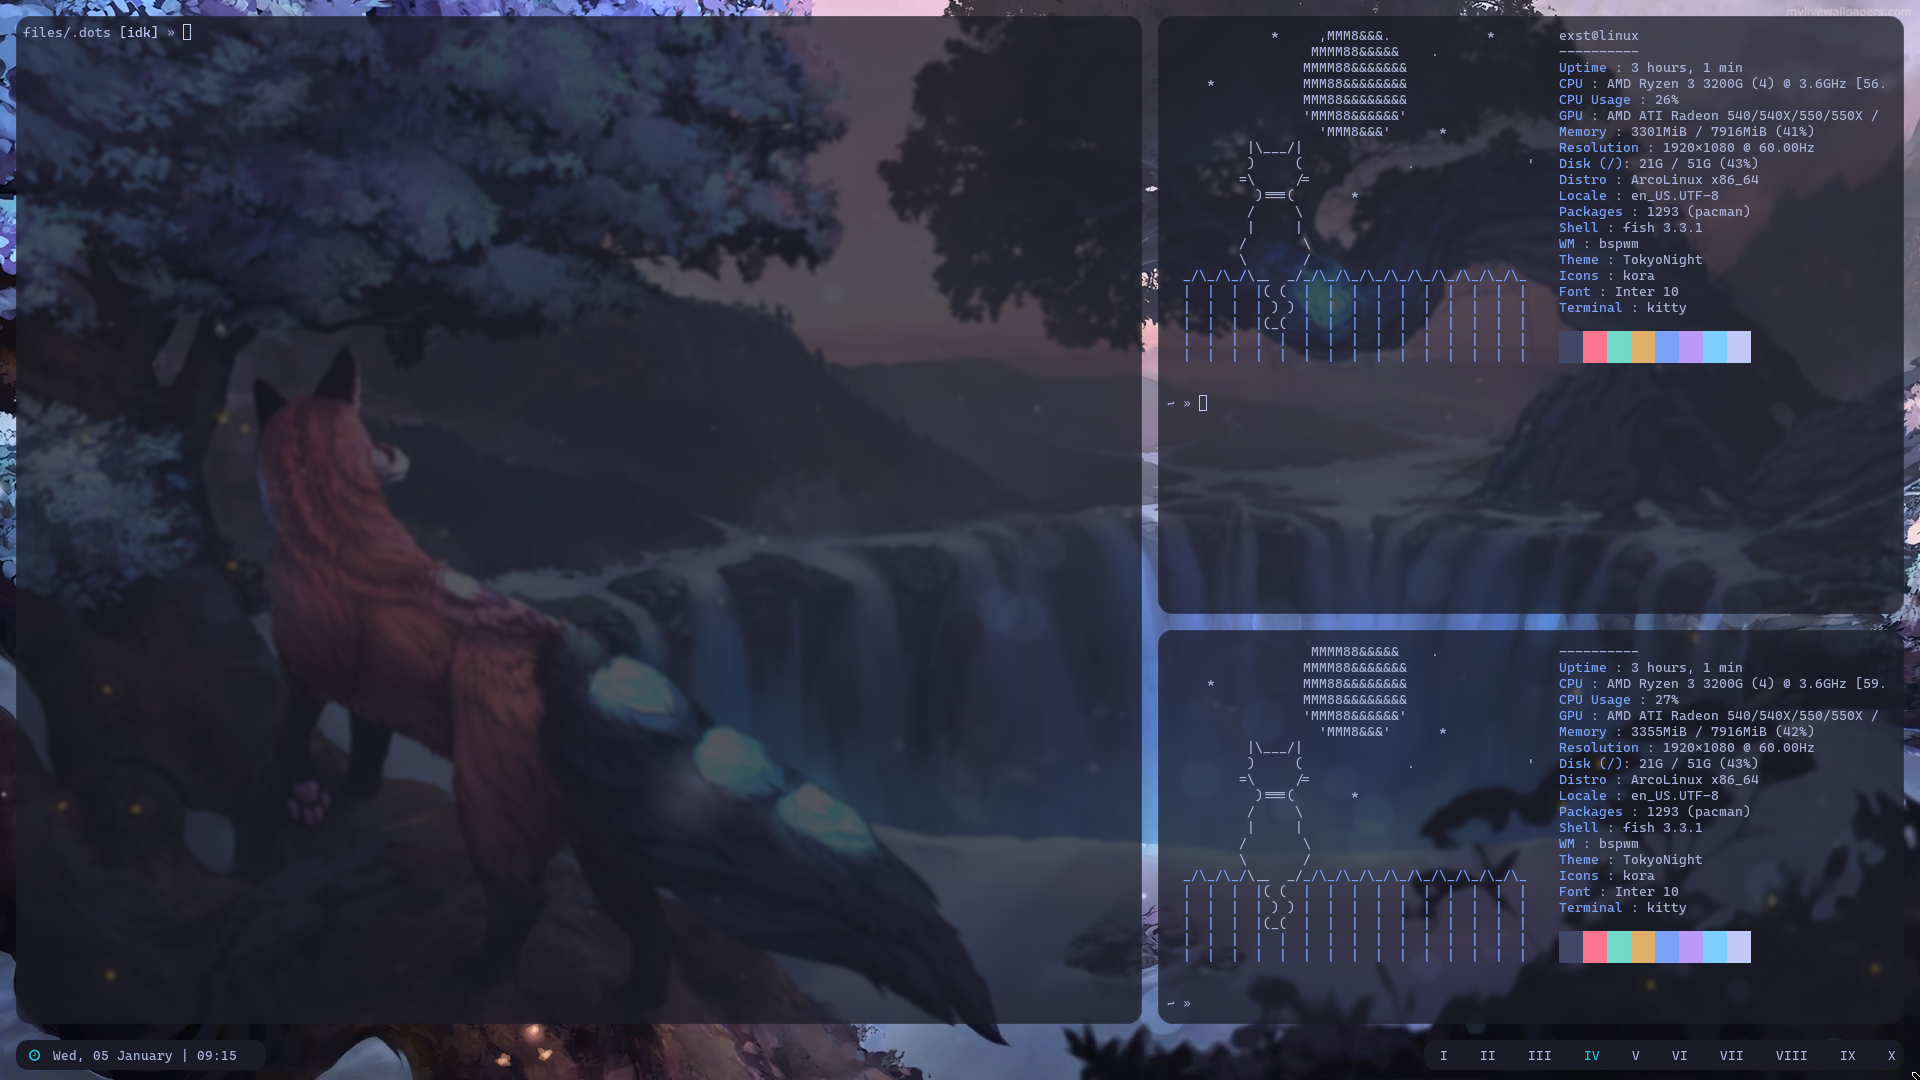 mylivewallpapers.com
files/.dots [idk] »
exst@linux
----------
Uptime : 3 hours, 1 min
CPU : AMD Ryzen 3 3200G (4) @ 3.6GHz [56.
CPU Usage : 26%
GPU : AMD ATI Radeon 540/540X/550/550X /
Memory : 3301MiB / 7916MiB (41%)
Resolution : 1920×1080 @ 60.00Hz
Disk (/): 21G / 51G (43%)
Distro : ArcoLinux x86_64
Locale : en_US.UTF-8
Packages : 1293 (pacman)
Shell : fish 3.3.1
WM : bspwm
Theme : TokyoNight
Icons : kora
Font : Inter 10
Terminal : kitty
~ »
----------
Uptime : 3 hours, 1 min
CPU : AMD Ryzen 3 3200G (4) @ 3.6GHz [59.
CPU Usage : 27%
GPU : AMD ATI Radeon 540/540X/550/550X /
Memory : 3355MiB / 7916MiB (42%)
Resolution : 1920×1080 @ 60.00Hz
Disk (/): 21G / 51G (43%)
Distro : ArcoLinux x86_64
Locale : en_US.UTF-8
Packages : 1293 (pacman)
Shell : fish 3.3.1
WM : bspwm
Theme : TokyoNight
Icons : kora
Font : Inter 10
Terminal : kitty
~ »
Wed, 05 January | 09:15
I II III IV V VI VII VIII IX X